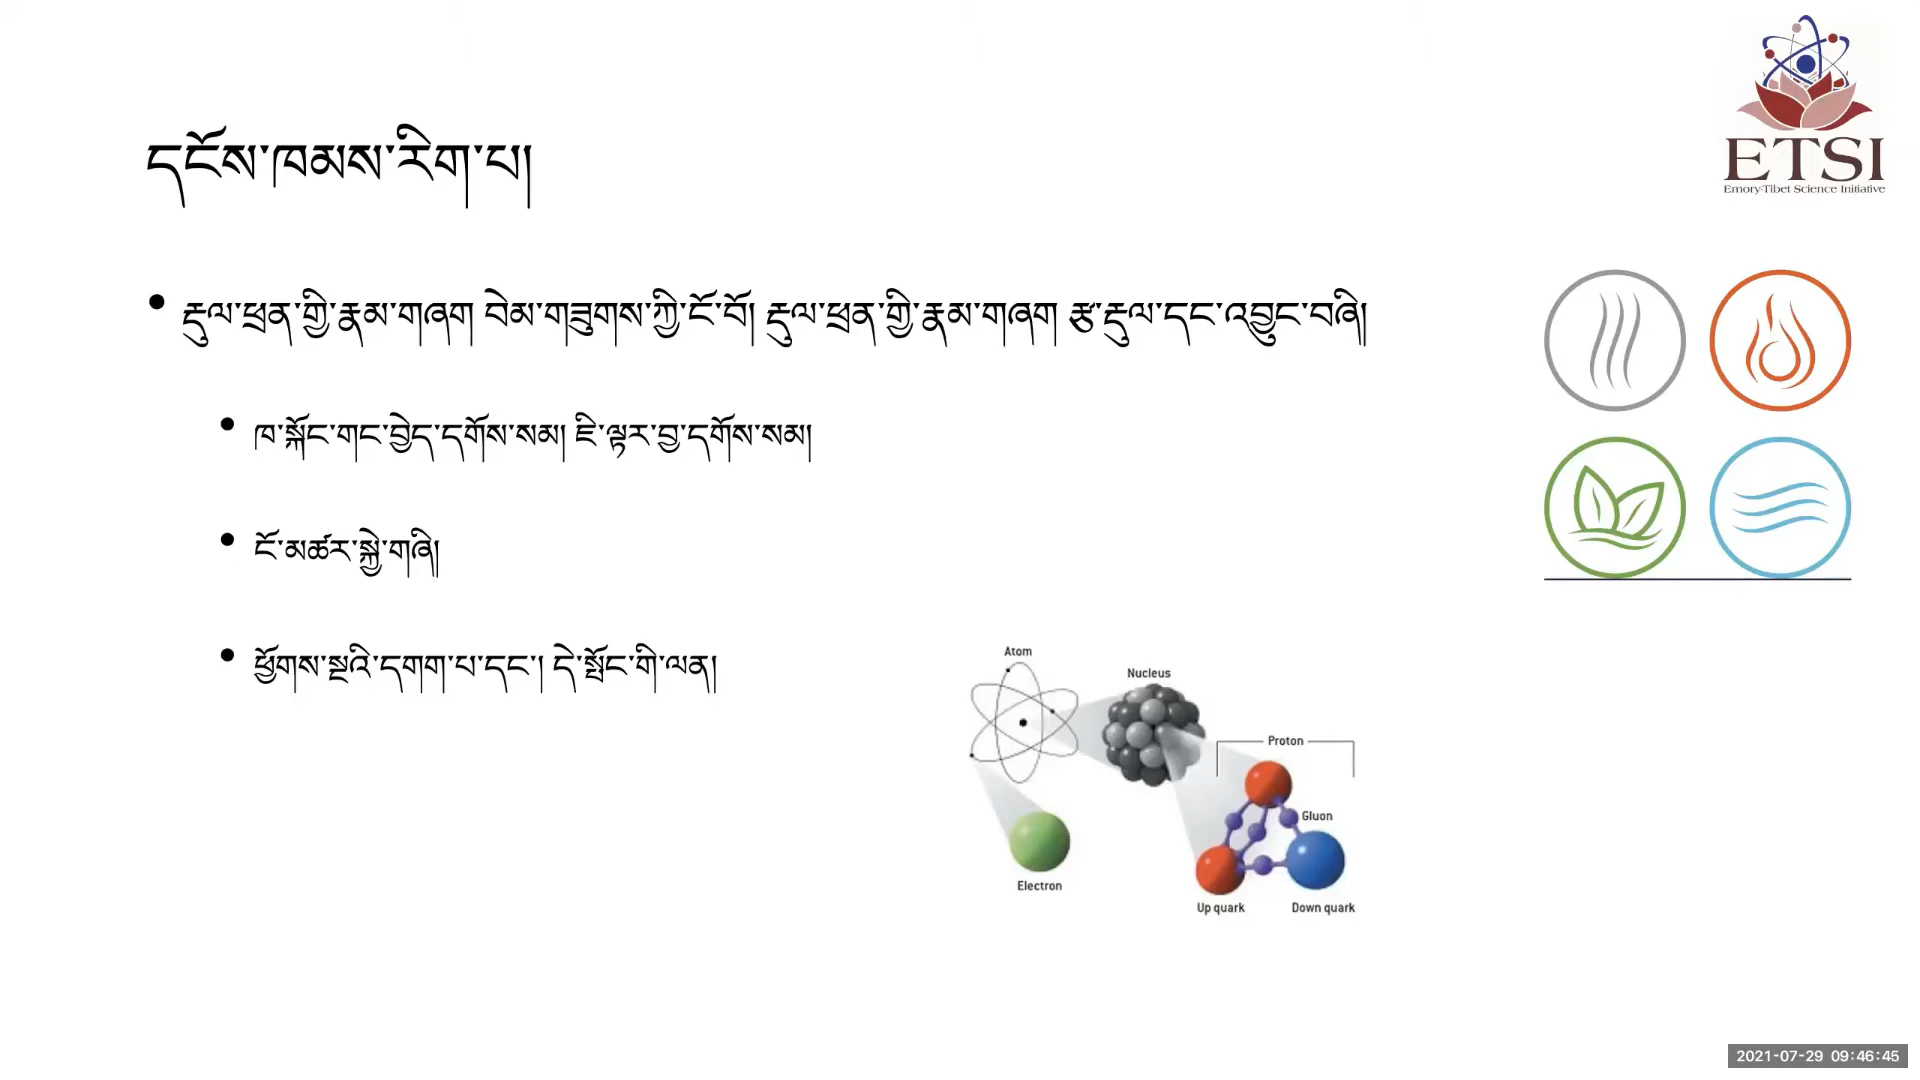 ETSI
Emory-Tibet Science Initiative
དངོས་ཁམས་རིག་པ།
• རྡུལ་ཕྲན་གྱི་རྣམ་གཞག བེམ་གཟུགས་ཀྱི་ངོ་བོ། རྡུལ་ཕྲན་གྱི་རྣམ་གཞག རྩ་རྡུལ་དང་འབྱུང་བཞི།
• ཁ་སྐོང་གང་བྱེད་དགོས་སམ། ཇི་ལྟར་བྱ་དགོས་སམ།
• ངོ་མཚར་སྐྱེ་གཞི།
• ཕྱོགས་སྔའི་དགག་པ་དང་། དེ་སྤོང་གི་ལན།
Atom
Nucleus
Proton
Gluon
Electron
Up quark
Down quark
2021-07-29 09:46:45